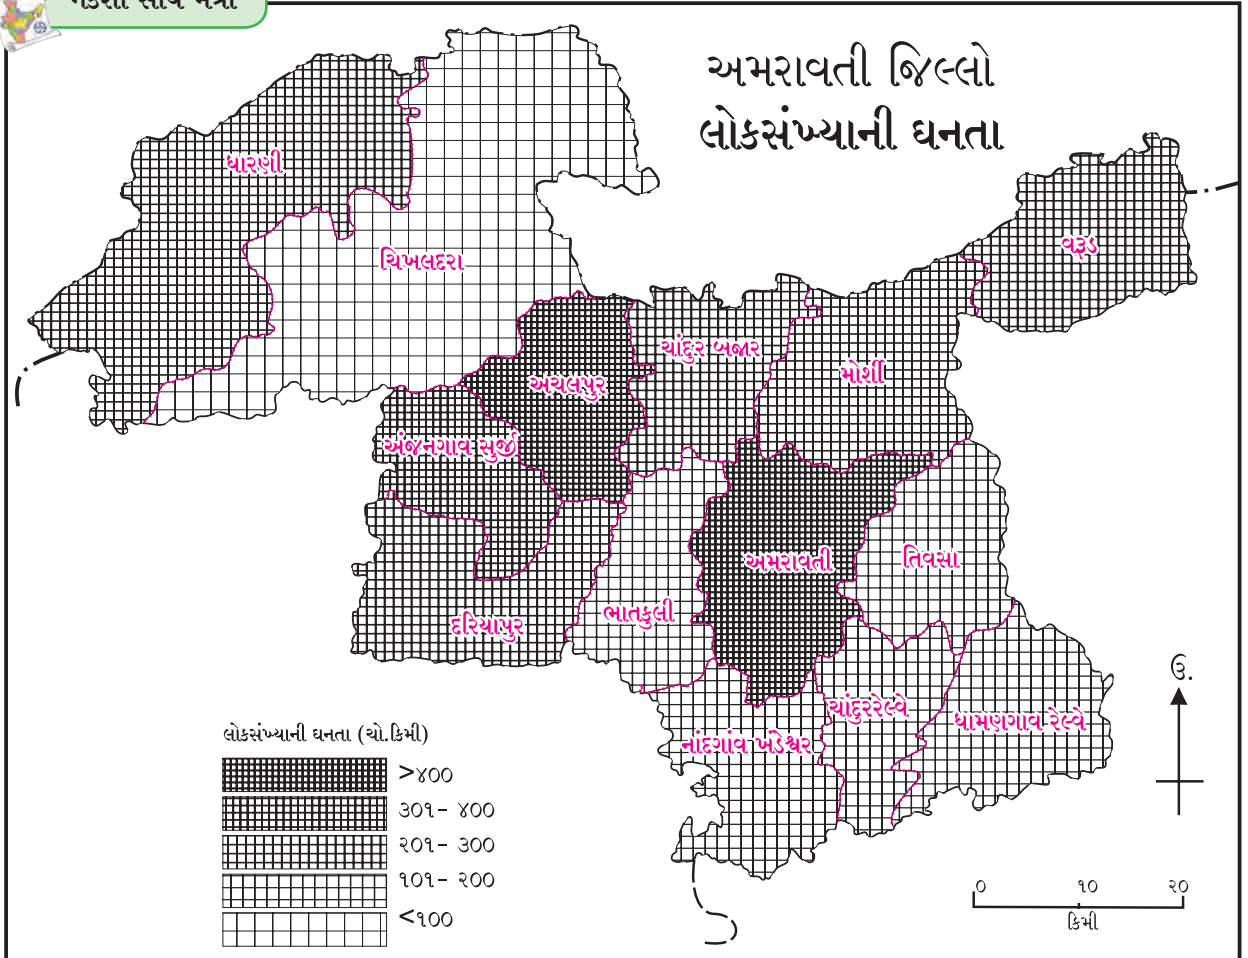 નકશા સાથે મૈત્રી
અમરાવતી જિલ્લો
લોકસંખ્યાની ઘનતા
ધારણી
ચિખલદરા
વરૂડ
ચાંદુર બજાર
મોર્શી
અચલપુર
અંજનગાવ સુર્જી
અમરાવતી
તિવસા
ભાતકુલી
દરિયાપુર
ચાંદુરરેલ્વે
ધામણગાવ રેલ્વે
નાંદગાંવ ખંડેશ્વર
ઉ.
લોકસંખ્યાની ઘનતા (ચો.કિમી)
>૪૦૦
૩૦૧- ૪૦૦
૨૦૧- ૩૦૦
૧૦૧- ૨૦૦
<૧૦૦
૦ ૧૦ ૨૦
કિમી